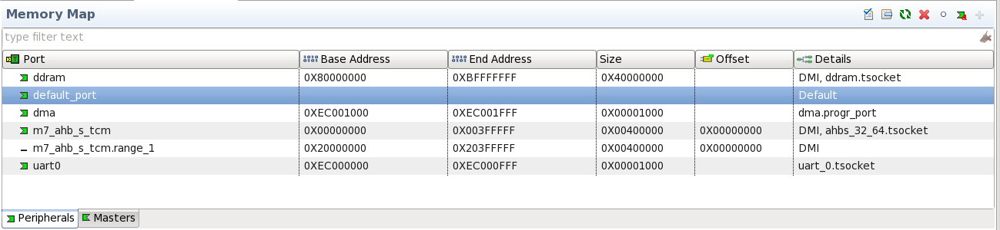 Memory Map
type filter text
Port Base Address End Address Size Offset Details
ddram 0X80000000 0XBFFFFFFF 0X40000000 DMI, ddram.tsocket
default_port Default
dma 0XEC001000 0XEC001FFF 0X00001000 dma.progr_port
m7_ahb_s_tcm 0X00000000 0X003FFFFF 0X00400000 0X00000000 DMI, ahbs_32_64.tsocket
m7_ahb_s_tcm.range_1 0X20000000 0X203FFFFF 0X00400000 0X00000000 DMI
uart0 0XEC000000 0XEC000FFF 0X00001000 uart_0.tsocket
Peripherals Masters